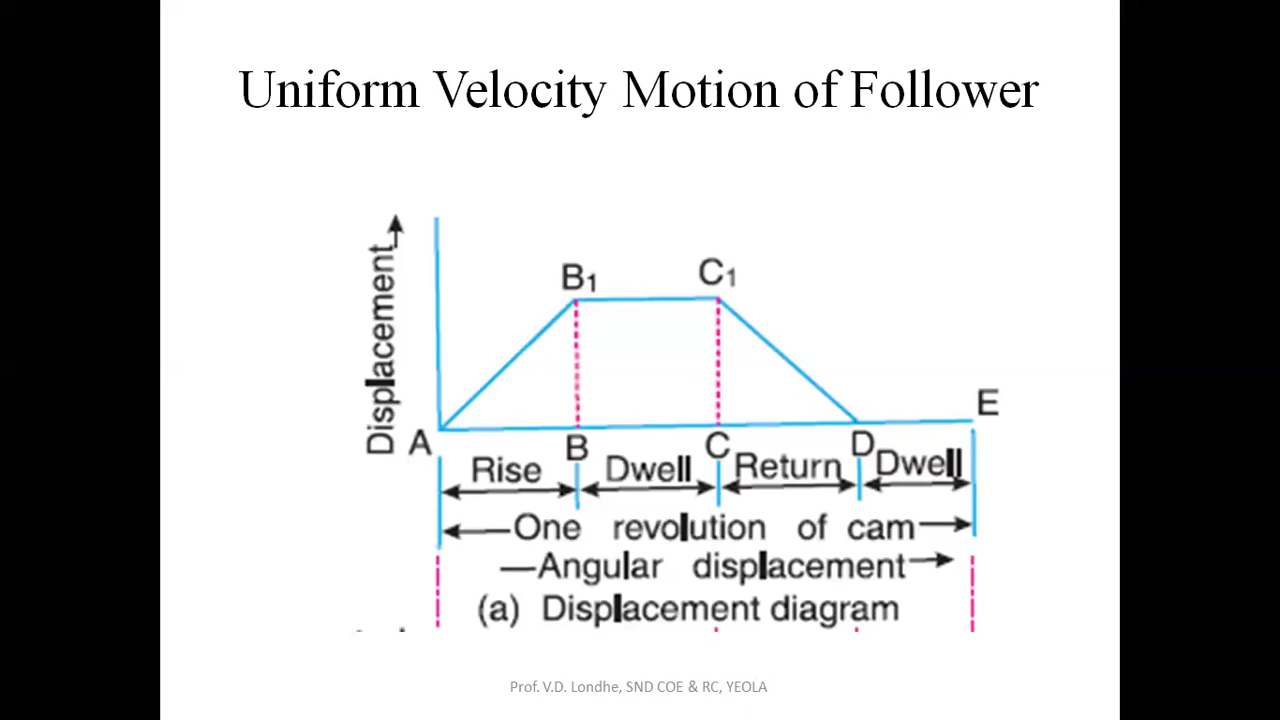 Uniform Velocity Motion of Follower
Displacement
B1
C1
A
B
C
D
E
Rise
Dwell
Return
Dwell
One revolution of cam
Angular displacement
(a) Displacement diagram
Prof. V.D. Londhe, SND COE & RC, YEOLA